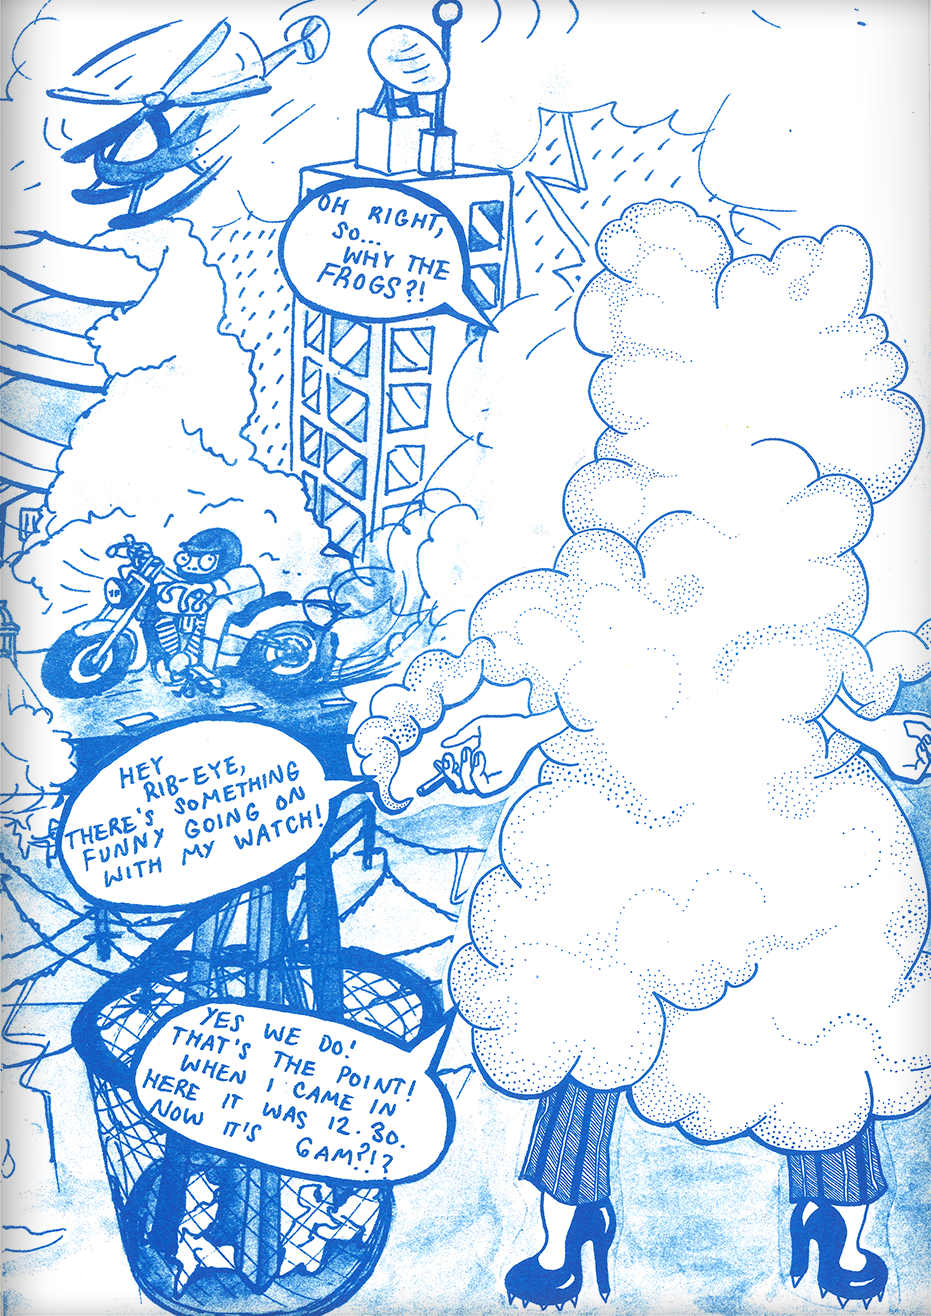 OH RIGHT,
SO...
WHY THE
FROGS?!
HEY
RIB-EYE,
THERE'S SOMETHING
FUNNY GOING ON
WITH MY WATCH!
YES WE DO!
THAT'S THE POINT!
WHEN I CAME IN
HERE IT WAS 12.30.
NOW IT'S 6AM?!?